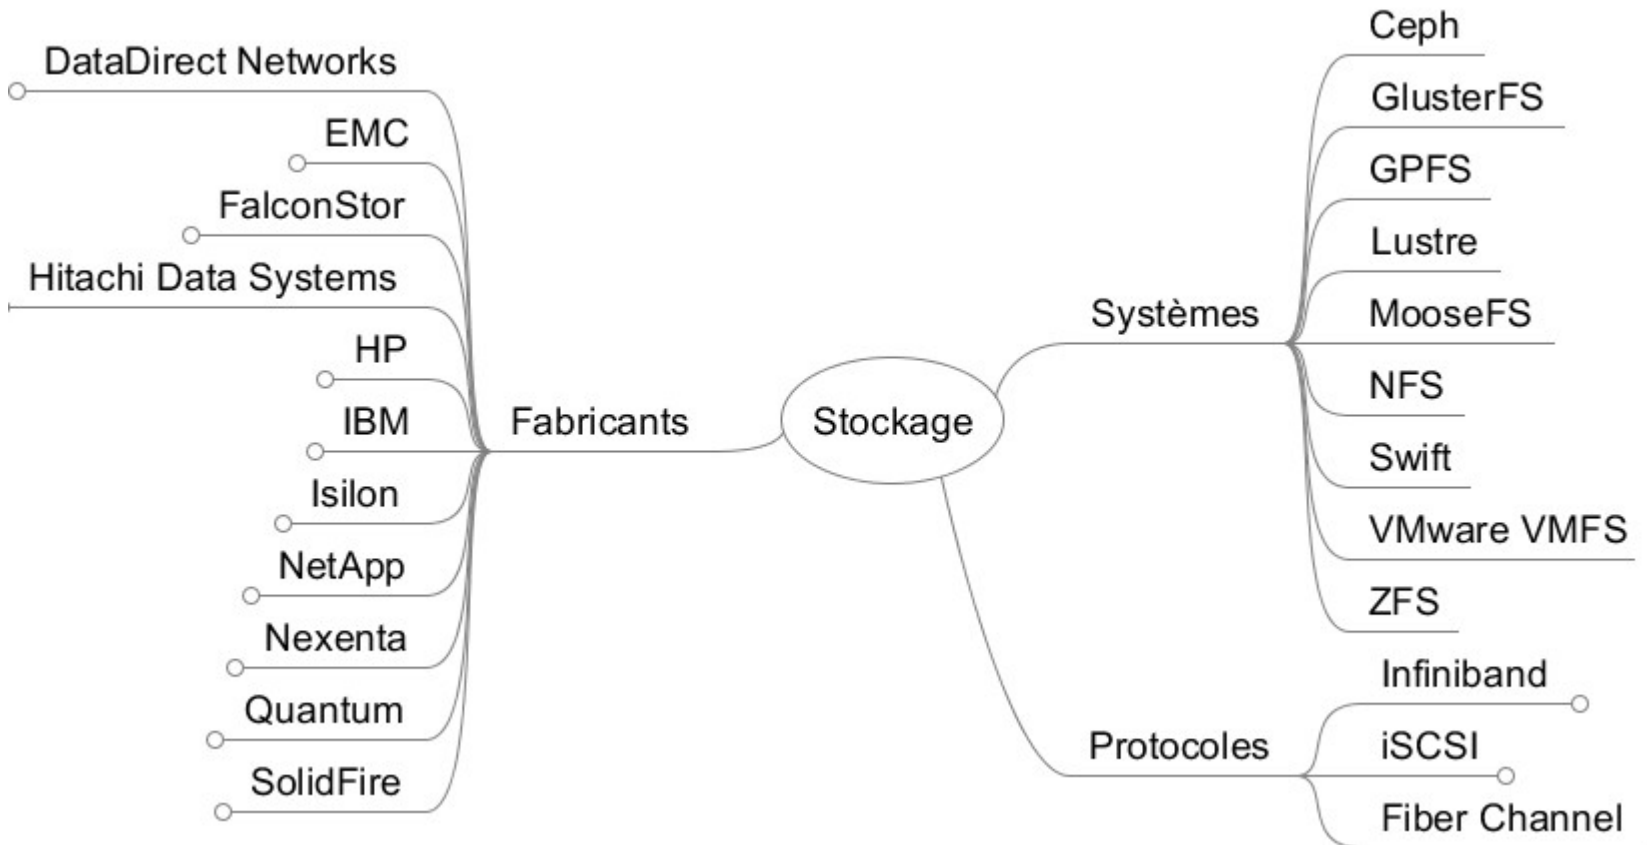 DataDirect Networks
EMC
FalconStor
Hitachi Data Systems
HP
IBM
Isilon
NetApp
Nexenta
Quantum
SolidFire
Fabricants
Stockage
Systèmes
Ceph
GlusterFS
GPFS
Lustre
MooseFS
NFS
Swift
VMware VMFS
ZFS
Protocoles
Infiniband
iSCSI
Fiber Channel